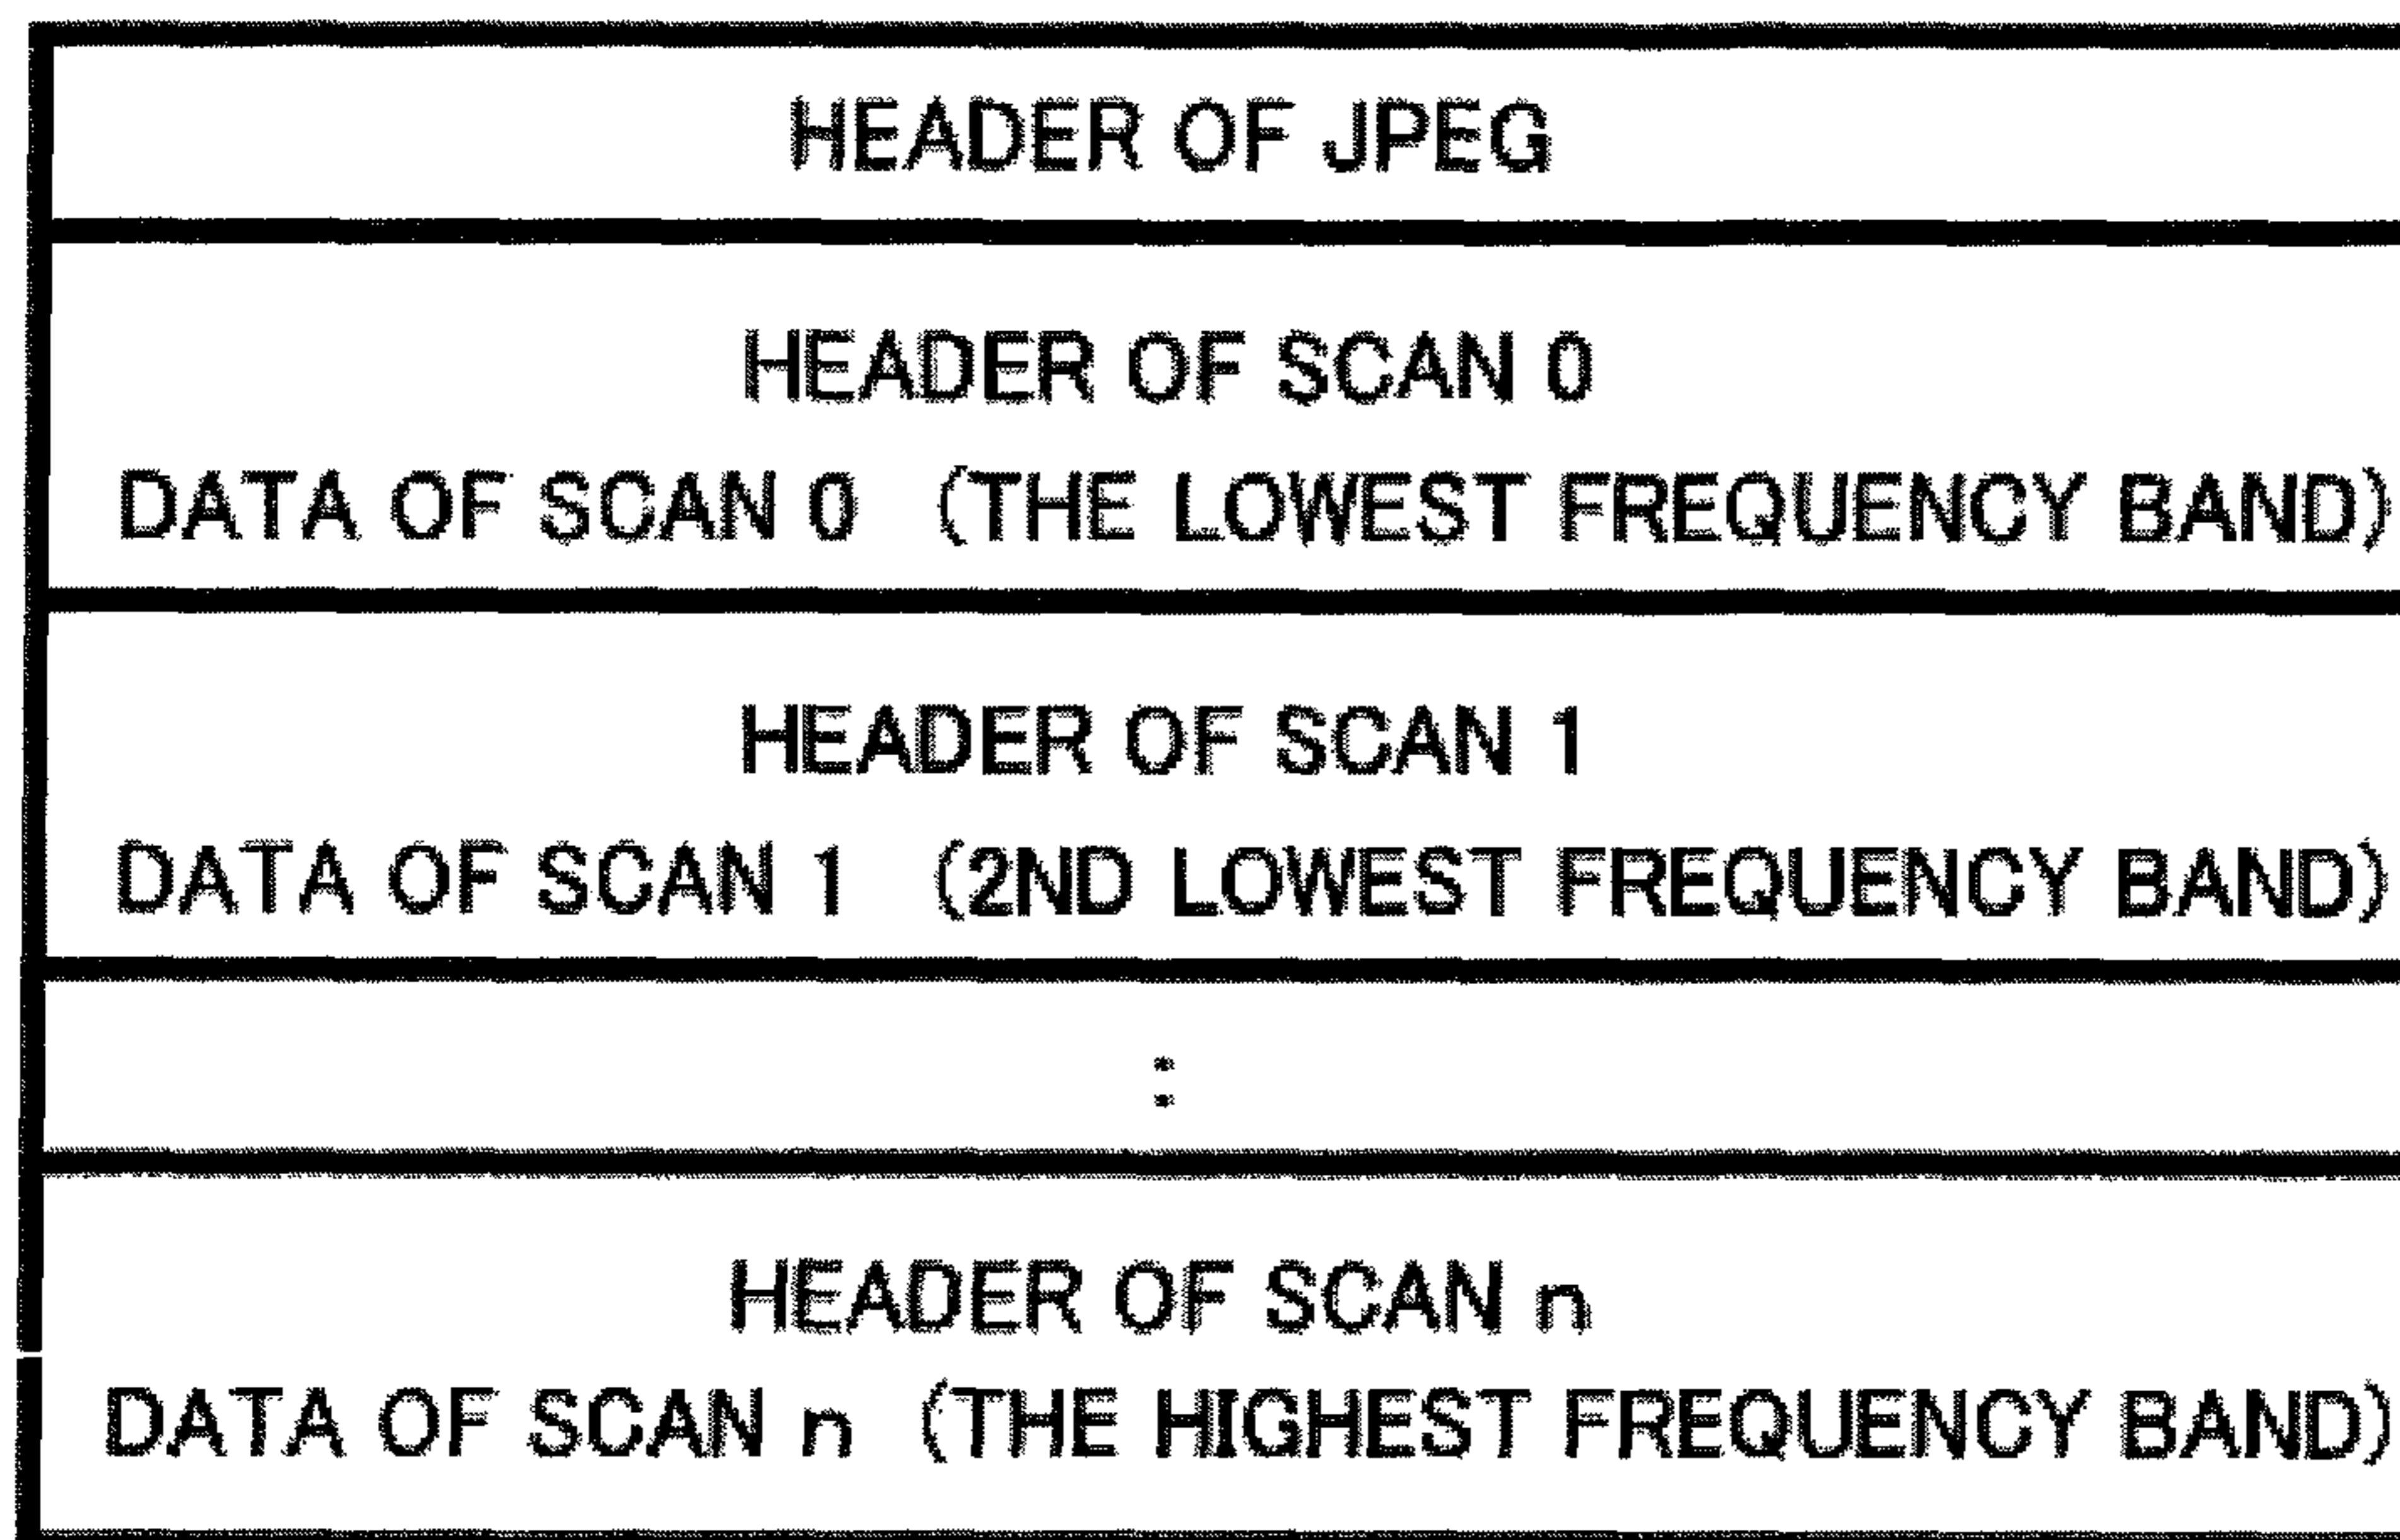 HEADER OF JPEG
HEADER OF SCAN 0
DATA OF SCAN 0 (THE LOWEST FREQUENCY BAND)
HEADER OF SCAN 1
DATA OF SCAN 1 (2ND LOWEST FREQUENCY BAND)
:
HEADER OF SCAN n
DATA OF SCAN n (THE HIGHEST FREQUENCY BAND)